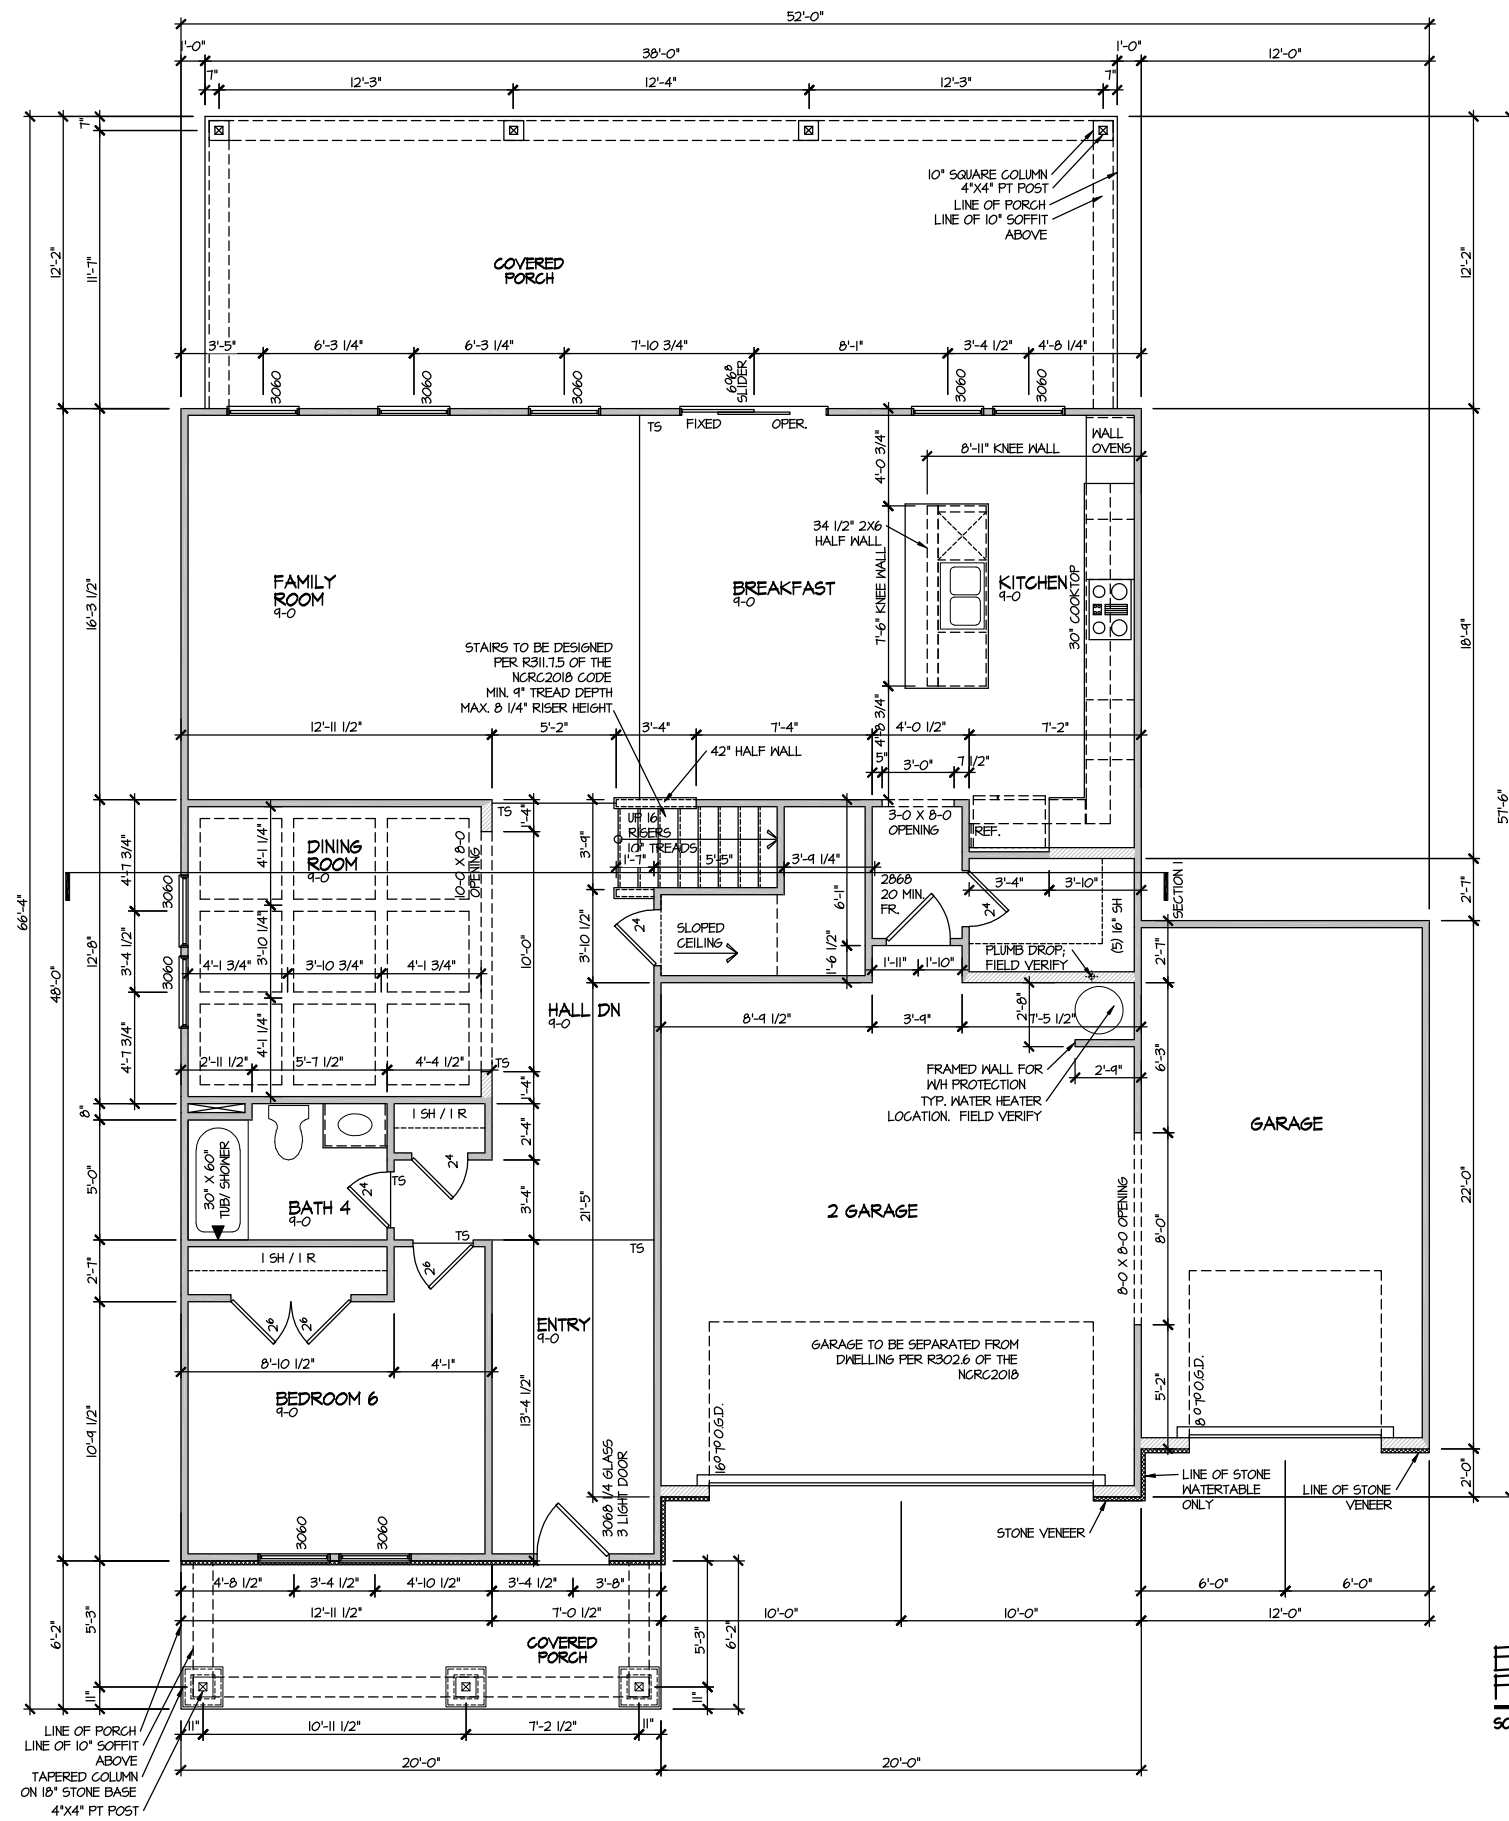 52'-0"
1'-0"
38'-0"
1'-0"
12'-0"
7"
12'-3"
12'-4"
12'-3"
7"
7"
12'-2"
11'-7"
12'-2"
10" SQUARE COLUMN
4"X4" PT POST
LINE OF PORCH
LINE OF 10" SOFFIT
ABOVE
COVERED
PORCH
3'-5"
6'-3 1/4"
6'-3 1/4"
7'-10 3/4"
8'-1"
3'-4 1/2"
4'-8 1/4"
3060
3060
3060
6068
SLIDER
3060
3060
TS
FIXED
OPER.
WALL
OVENS
8'-11" KNEE WALL
4'-0 3/4"
34 1/2" 2X6
HALF WALL
7'-6" KNEE WALL
FAMILY
ROOM
9-0
BREAKFAST
9-0
KITCHEN
9-0
30" COOKTOP
16'-3 1/2"
18'-9"
57'-6"
STAIRS TO BE DESIGNED
PER R311.7.5 OF THE
NCRC2018 CODE
MIN. 9" TREAD DEPTH
MAX. 8 1/4" RISER HEIGHT
12'-11 1/2"
5'-2"
3'-4"
7'-4"
4'-8 3/4"
4'-0 1/2"
7'-2"
42" HALF WALL
5"
3'-0"
7 1/2"
TS
1'-4"
3'-9"
UP 16
RISERS
10" TREADS
1'-7"
5'-5"
3'-9 1/4"
3-0 X 8-0
OPENING
REF.
DINING
ROOM
9-0
10-0 X 8-0
OPENING
4'-1 1/4"
4'-7 3/4"
3060
2868
20 MIN.
FR.
3'-4"
3'-10"
2⁴
SECTION 1
2'-7"
66'-4"
48'-0"
12'-8"
3'-4 1/2"
3060
4'-1 3/4"
3'-10 3/4"
4'-1 3/4"
3'-10 1/4"
10'-0"
3'-10 1/2"
2⁴
SLOPED
CEILING
6'-1"
1'-6 1/2"
1'-11"
1'-10"
PLUMB DROP;
FIELD VERIFY
(5) 16" SH
2'-7"
HALL DN
9-0
8'-9 1/2"
3'-9"
2'-8"
7'-5 1/2"
4'-7 3/4"
4'-1 1/4"
2'-11 1/2"
5'-7 1/2"
4'-4 1/2"
TS
1'-4"
FRAMED WALL FOR
W/H PROTECTION
TYP. WATER HEATER
LOCATION. FIELD VERIFY
2'-9"
6'-3"
GARAGE
8"
1 SH / 1 R
2'-4"
2⁴
5'-0"
30" X 60"
TUB/ SHOWER
BATH 4
9-0
2⁴
TS
3'-4"
21'-5"
2 GARAGE
8-0 X 8-0 OPENING
8'-0"
22'-0"
TS
TS
2'-7"
1 SH / 1 R
2⁶
2⁶
2⁶
ENTRY
9-0
8'-10 1/2"
4'-1"
BEDROOM 6
9-0
13'-4 1/2"
10'-9 1/2"
GARAGE TO BE SEPARATED FROM
DWELLING PER R302.6 OF THE
NCRC2018
5'-2"
8⁰7⁰O.G.D.
16⁰7⁰O.G.D.
3068 1/4 GLASS
3 LIGHT DOOR
LINE OF STONE
WATERTABLE
ONLY
LINE OF STONE
VENEER
2'-0"
STONE VENEER
3060
3060
4'-8 1/2"
3'-4 1/2"
4'-10 1/2"
3'-4 1/2"
3'-8"
6'-0"
6'-0"
12'-11 1/2"
7'-0 1/2"
10'-0"
10'-0"
12'-0"
6'-2"
5'-3"
COVERED
PORCH
5'-3"
6'-2"
11"
11"
11"
10'-11 1/2"
7'-2 1/2"
11"
LINE OF PORCH
LINE OF 10" SOFFIT
ABOVE
TAPERED COLUMN
ON 18" STONE BASE
4"X4" PT POST
20'-0"
20'-0"